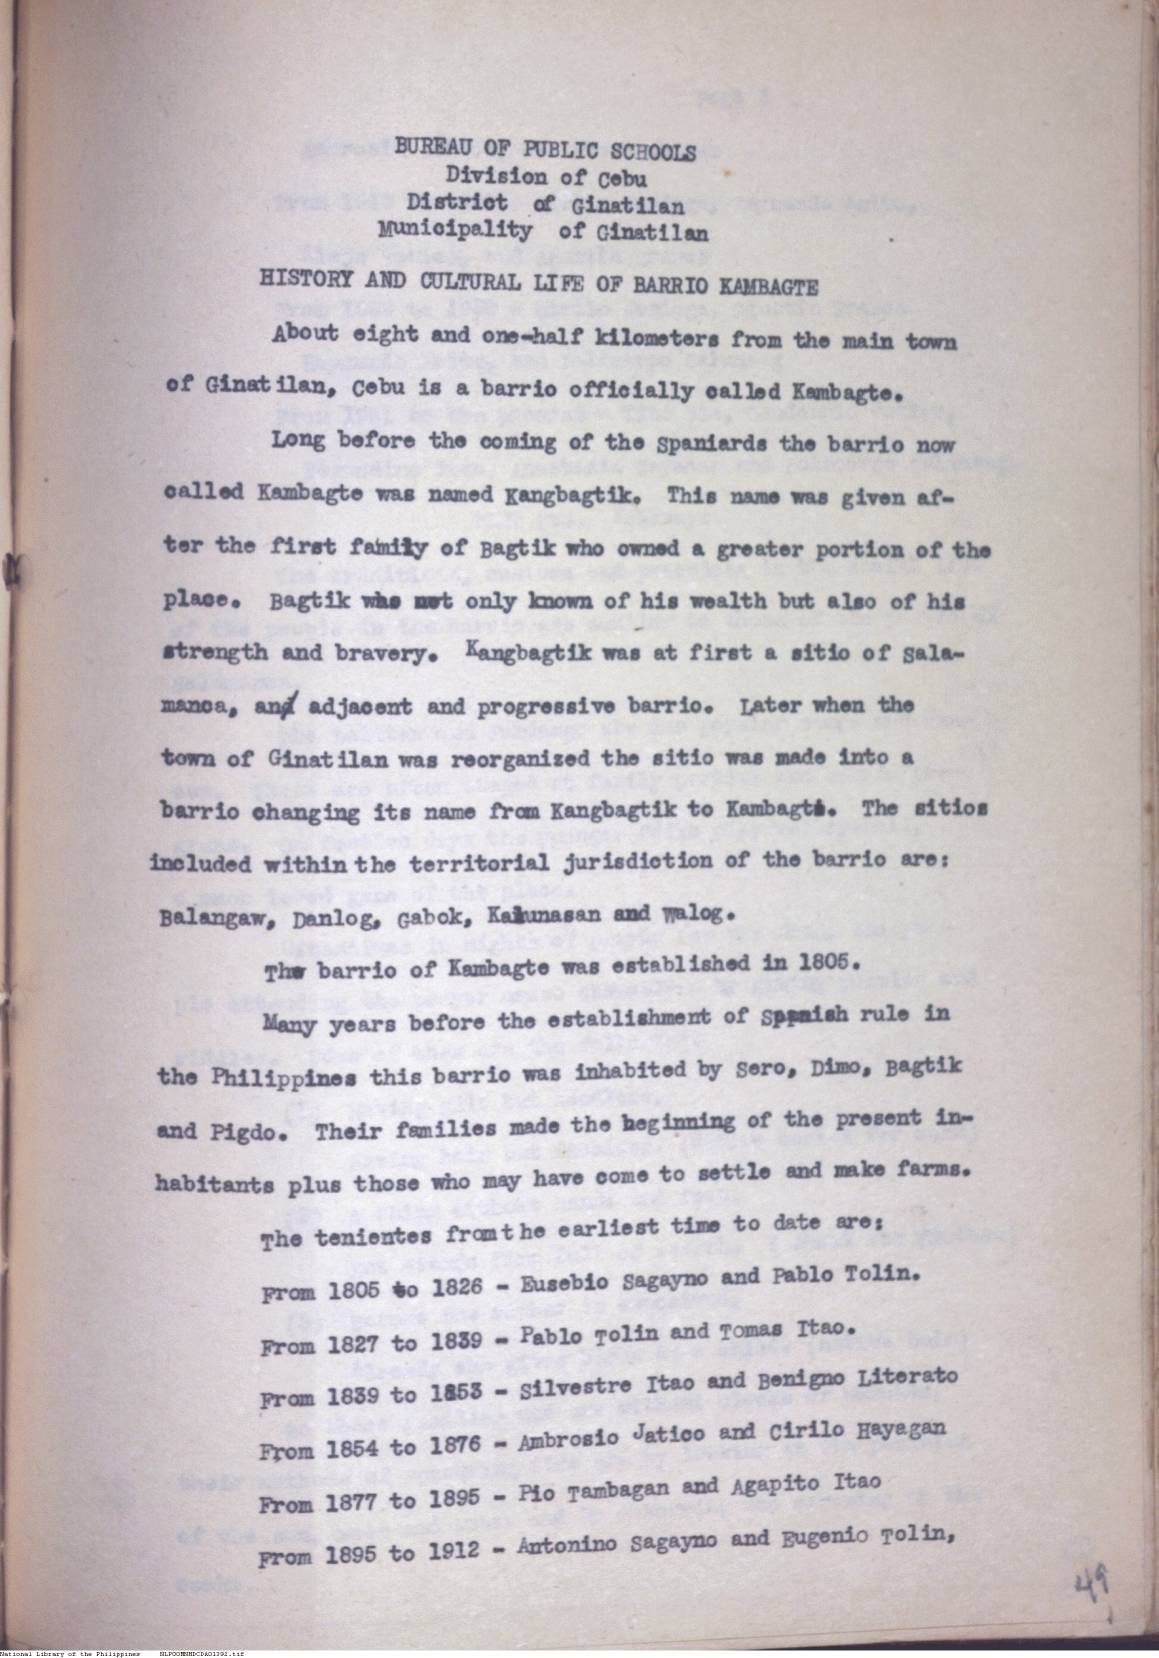 BUREAU OF PUBLIC SCHOOLS
Division of Cebu
District of Ginatilan
Municipality of Ginatilan
HISTORY AND CULTURAL LIFE OF BARRIO KAMBAGTE
About eight and one-half kilometers from the main town
of Ginatilan, Cebu is a barrio officially called Kambagte.
Long before the coming of the Spaniards the barrio now
called Kambagte was named Kangbagtik. This name was given af-
ter the first family of Bagtik who owned a greater portion of the
place. Bagtik was not only known of his wealth but also of his
strength and bravery. Kangbagtik was at first a sitio of Sala-
manca, and adjacent and progressive barrio. Later when the
town of Ginatilan was reorganized the sitio was made into a
barrio changing its name from Kangbagtik to Kambagte. The sitios
included within the territorial jurisdiction of the barrio are:
Balangaw, Danlog, Gabok, Kalunasan and Walog.
The barrio of Kambagte was established in 1805.
Many years before the establishment of Spanish rule in
the Philippines this barrio was inhabited by Sero, Dimo, Bagtik
and Pigdo. Their families made the beginning of the present in-
habitants plus those who may have come to settle and make farms.
The tenientes from the earliest time to date are:
From 1805 to 1826 - Eusebio Sagayno and Pablo Tolin.
From 1827 to 1839 - Pablo Tolin and Tomas Itao.
From 1839 to 1853 - Silvestre Itao and Benigno Literato
From 1854 to 1876 - Ambrosio Jatico and Cirilo Hayagan
From 1877 to 1895 - Pio Tambagan and Agapito Itao
From 1895 to 1912 - Antonino Sagayno and Eugenio Tolin,
49
National Library of the Philippines NLPOOMNHDCDA01392.tif